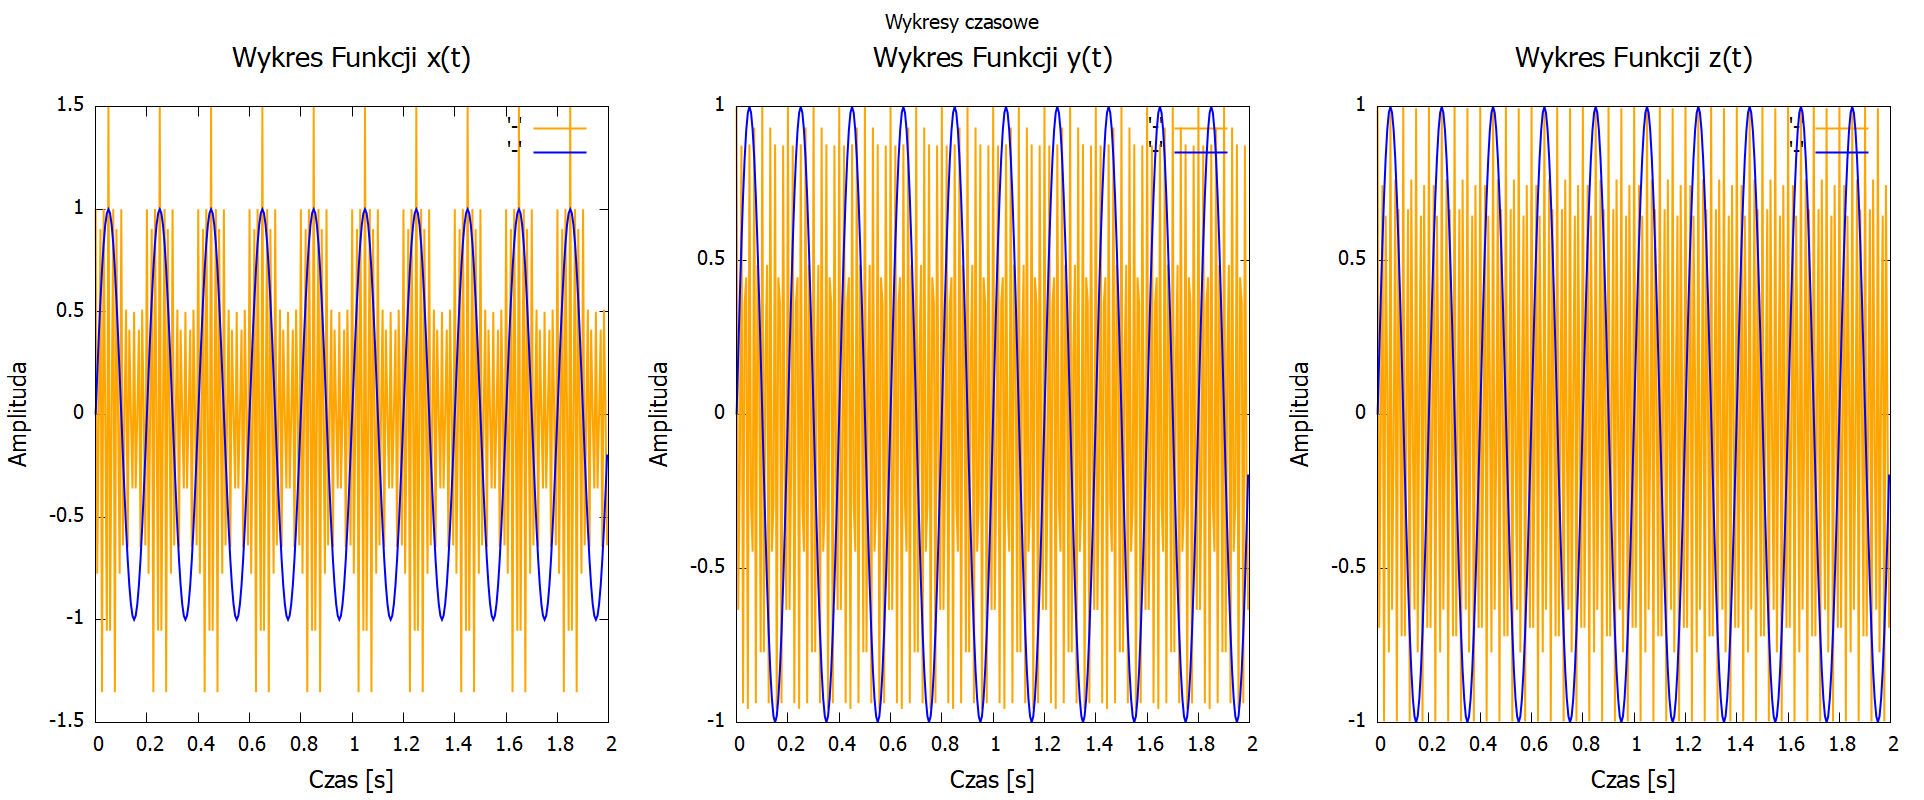 Wykresy czasowe
Wykres Funkcji x(t)
1.5
1
0.5
0
-0.5
-1
-1.5
'-'
'-'
Amplituda
0 0.2 0.4 0.6 0.8 1 1.2 1.4 1.6 1.8 2
Czas [s]
Wykres Funkcji y(t)
1
0.5
0
-0.5
-1
'-'
'-'
Amplituda
0 0.2 0.4 0.6 0.8 1 1.2 1.4 1.6 1.8 2
Czas [s]
Wykres Funkcji z(t)
1
0.5
0
-0.5
-1
'-'
'-'
Amplituda
0 0.2 0.4 0.6 0.8 1 1.2 1.4 1.6 1.8 2
Czas [s]